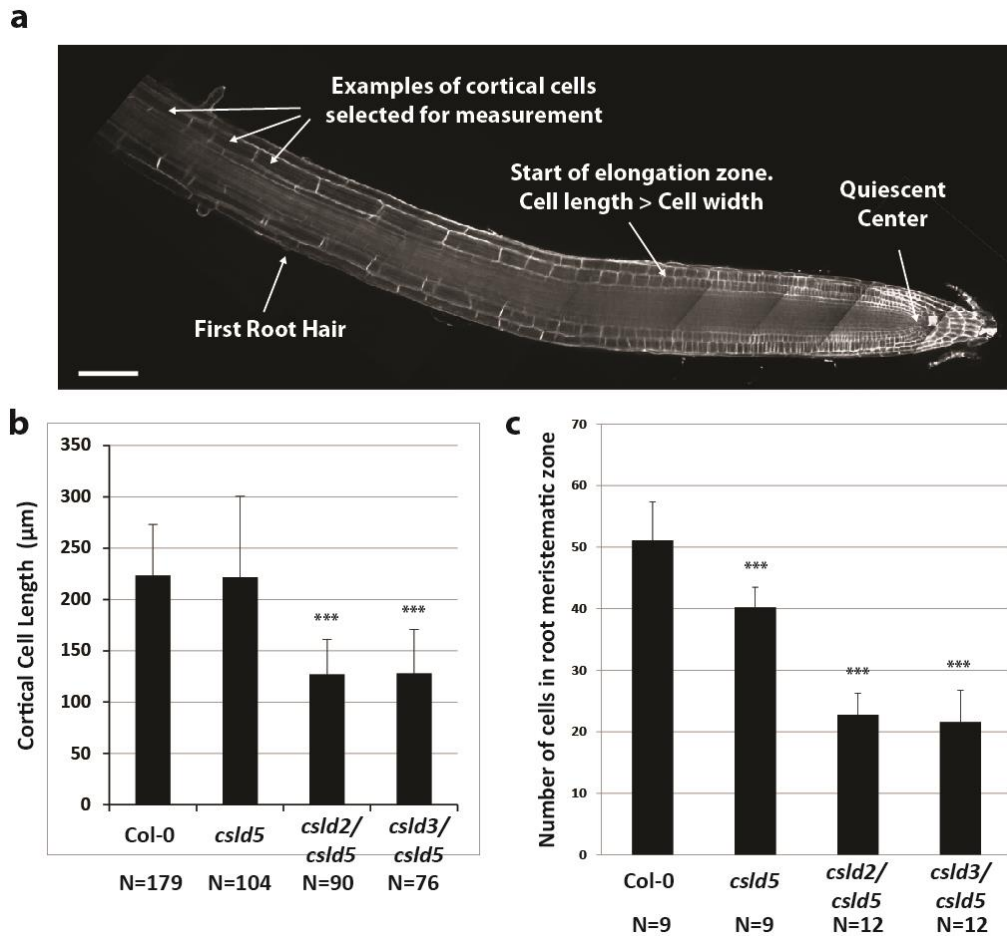 a
Examples of cortical cells
selected for measurement
Start of elongation zone.
Cell length > Cell width
Quiescent
Center
First Root Hair
b
Cortical Cell Length (µm)
350
300
250
200
150
100
50
0
***
***
Col-0
csld5
csld2/
csld5
csld3/
csld5
N=179
N=104
N=90
N=76
c
Number of cells in root meristematic zone
70
60
50
40
30
20
10
0
***
***
***
Col-0
csld5
csld2/
csld5
csld3/
csld5
N=9
N=9
N=12
N=12